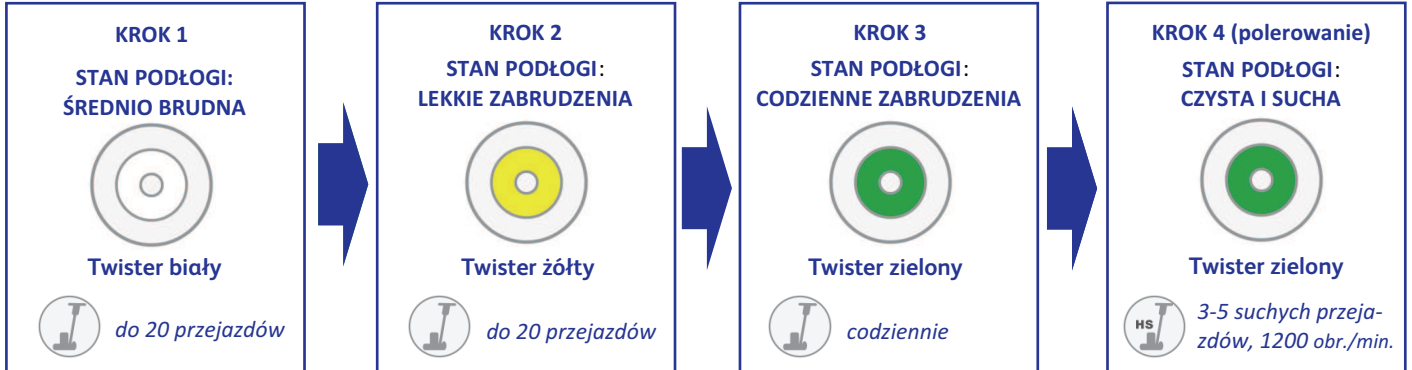 KROK 1
STAN PODŁOGI:
ŚREDNIO BRUDNA
Twister biały
do 20 przejazdów
KROK 2
STAN PODŁOGI:
LEKKIE ZABRUDZENIA
Twister żółty
do 20 przejazdów
KROK 3
STAN PODŁOGI:
CODZIENNE ZABRUDZENIA
Twister zielony
codziennie
KROK 4 (polerowanie)
STAN PODŁOGI:
CZYSTA I SUCHA
Twister zielony
HS
3-5 suchych przeja-
zdów, 1200 obr./min.